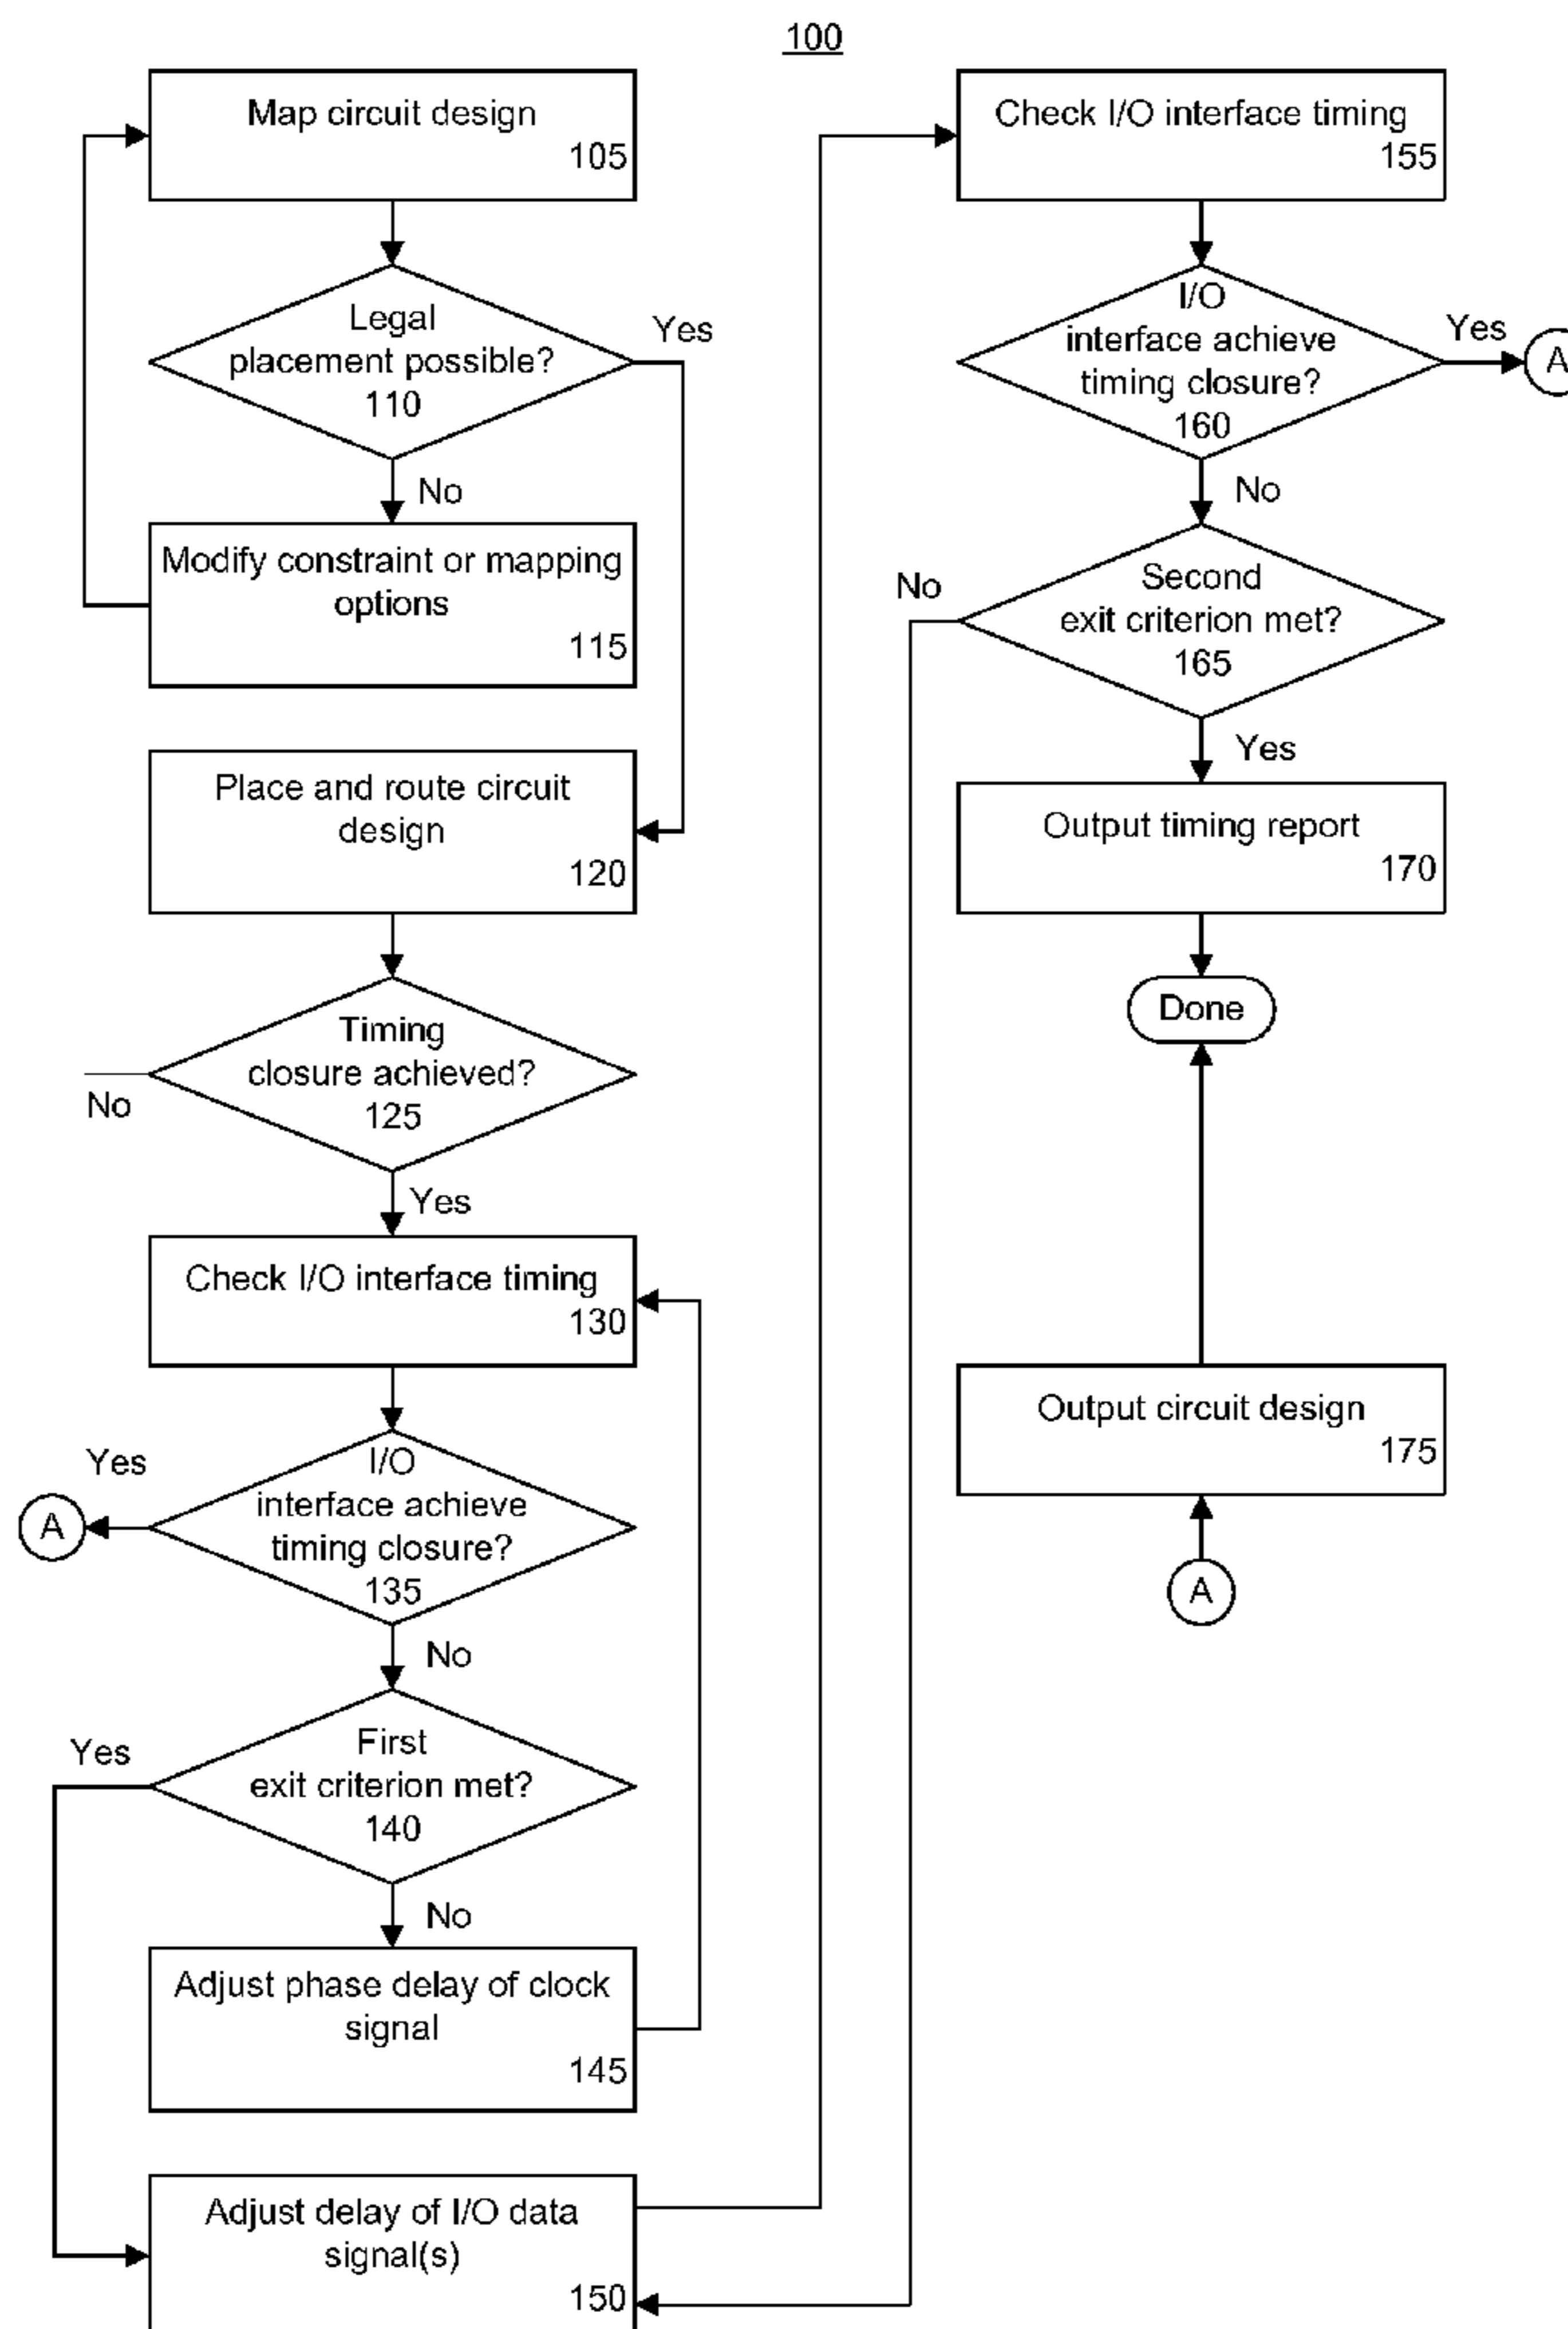 100
Map circuit design
105
Legal
placement possible?
110
Yes
No
Modify constraint or mapping
options
115
Place and route circuit
design
120
Timing
closure achieved?
125
No
Yes
Check I/O interface timing
130
I/O
interface achieve
timing closure?
135
Yes
A
No
First
exit criterion met?
140
Yes
No
Adjust phase delay of clock
signal
145
Adjust delay of I/O data
signal(s)
150
Check I/O interface timing
155
I/O
interface achieve
timing closure?
160
Yes
A
No
Second
exit criterion met?
165
No
Yes
Output timing report
170
Done
Output circuit design
175
A